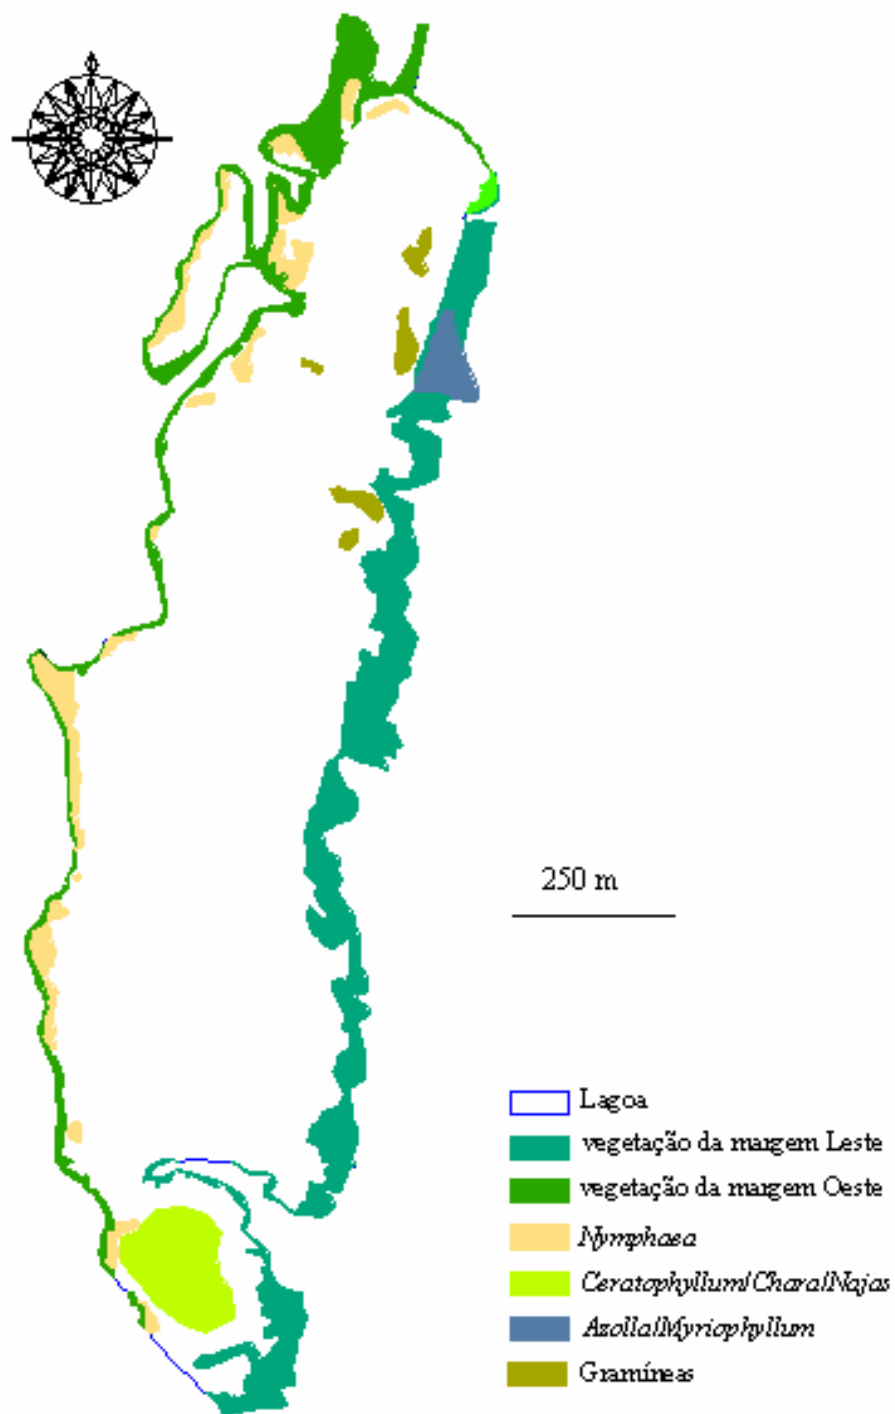 250 m
Lagoa
vegetação da margem Leste
vegetação da margem Oeste
Nymphaea
Ceratophyllum/Chara/Najas
Azolla/Myriophyllum
Gramíneas